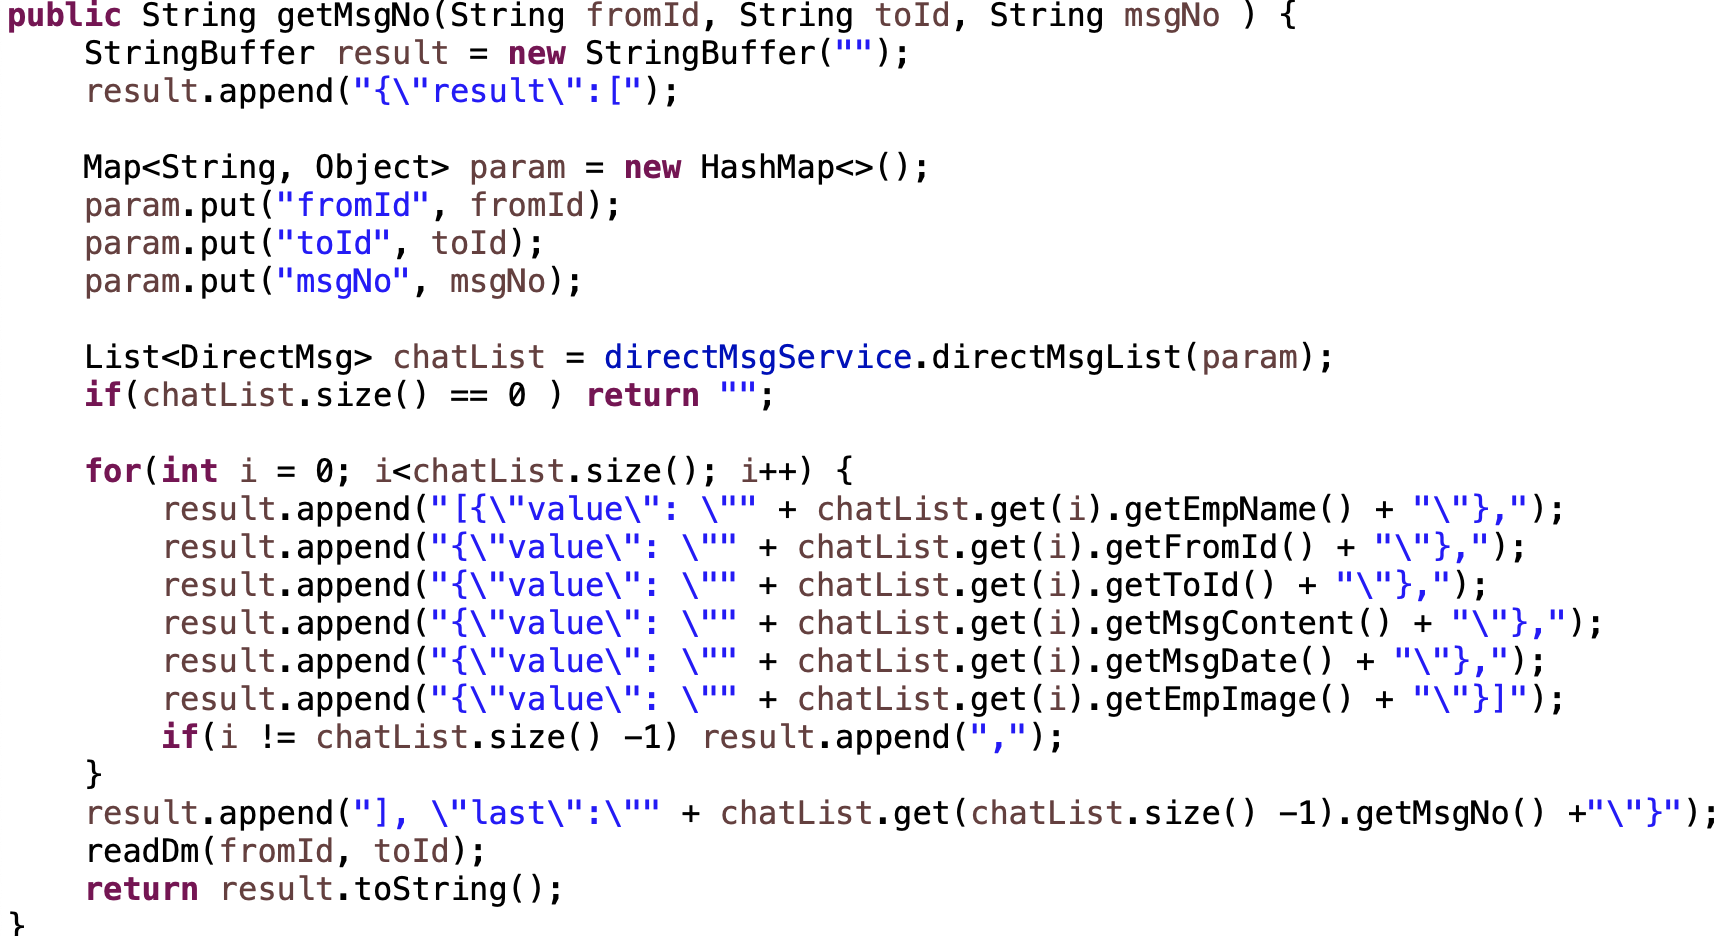 public String getMsgNo(String fromId, String toId, String msgNo ) {
    StringBuffer result = new StringBuffer("");
    result.append("{\"result\":[");

    Map<String, Object> param = new HashMap<>();
    param.put("fromId", fromId);
    param.put("toId", toId);
    param.put("msgNo", msgNo);

    List<DirectMsg> chatList = directMsgService.directMsgList(param);
    if(chatList.size() == 0 ) return "";

    for(int i = 0; i<chatList.size(); i++) {
        result.append("[{\"value\": \"" + chatList.get(i).getEmpName() + "\"},");
        result.append("{\"value\": \"" + chatList.get(i).getFromId() + "\"},");
        result.append("{\"value\": \"" + chatList.get(i).getToId() + "\"},");
        result.append("{\"value\": \"" + chatList.get(i).getMsgContent() + "\"},");
        result.append("{\"value\": \"" + chatList.get(i).getMsgDate() + "\"},");
        result.append("{\"value\": \"" + chatList.get(i).getEmpImage() + "\"}]");
        if(i != chatList.size() -1) result.append(",");
    }
    result.append("], \"last\":\"" + chatList.get(chatList.size() -1).getMsgNo() +"\"}");
    readDm(fromId, toId);
    return result.toString();
}